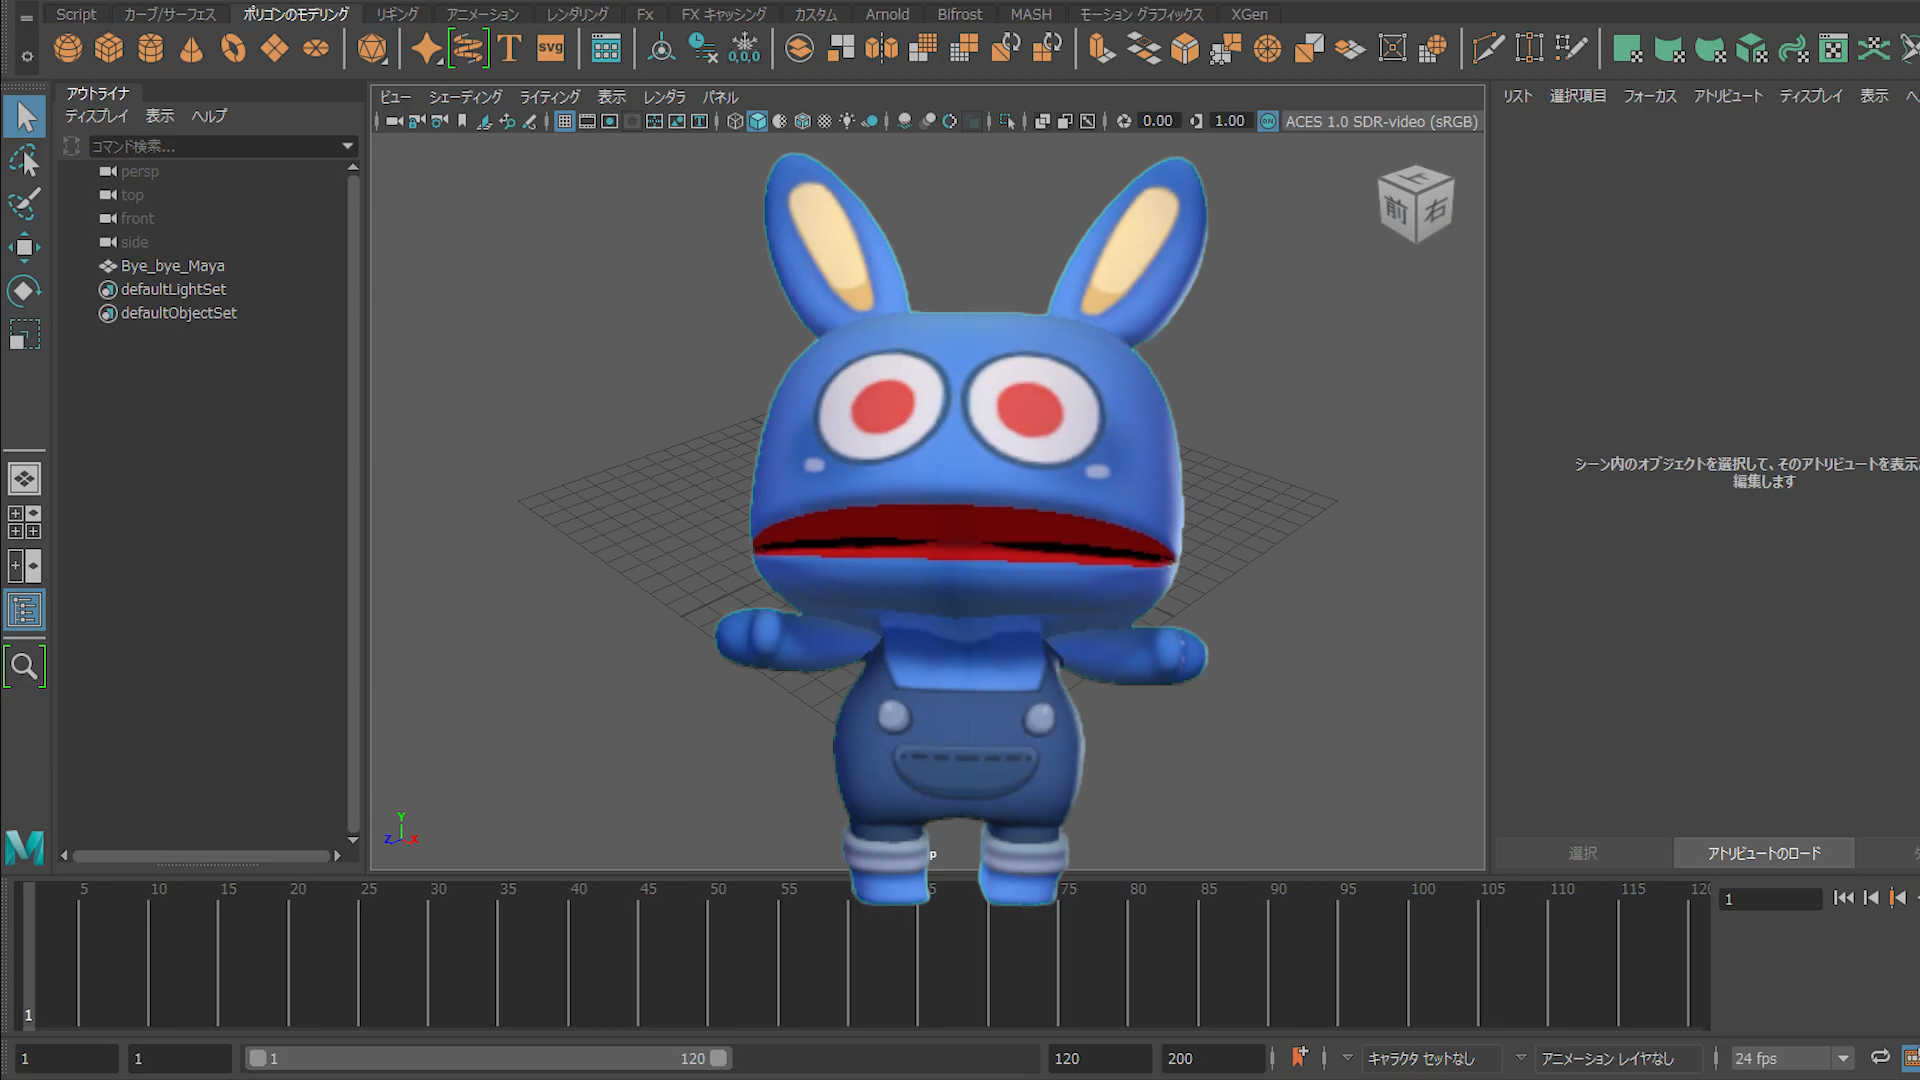 Script カーブ/サーフェス ポリゴンのモデリング リギング アニメーション レンダリング Fx FX キャッシング カスタム Arnold Bifrost MASH モーション グラフィックス XGen
T svg 0,0,0
アウトライナ
ディスプレイ 表示 ヘルプ
コマンド検索...
persp
top
front
side
Bye_bye_Maya
defaultLightSet
defaultObjectSet
ビュー シェーディング ライティング 表示 レンダラ パネル
0.00 1.00 ON ACES 1.0 SDR-video (sRGB)
上
前 右
Y
Z X
p
リスト 選択項目 フォーカス アトリビュート ディスプレイ 表示
シーン内のオブジェクトを選択して、そのアトリビュートを表示
編集します
選択 アトリビュートのロード
5 10 15 20 25 30 35 40 45 50 55 5 75 80 85 90 95 100 105 110 115 120
1
1
1 1 1 120 120 200 キャラクタ セットなし アニメーション レイヤなし 24 fps